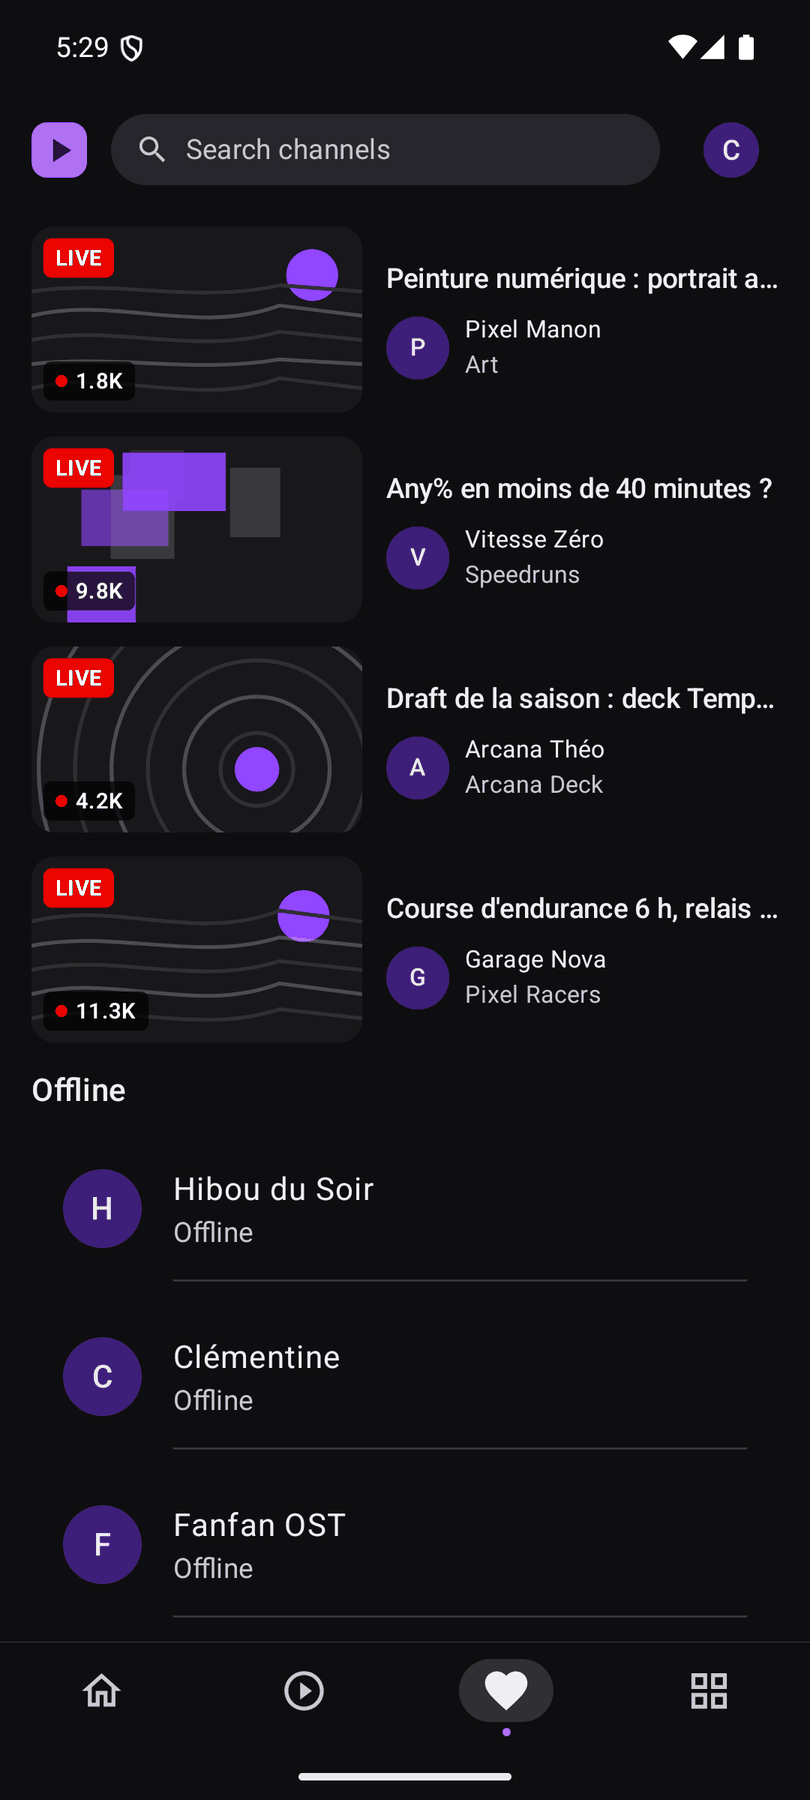 5:29
Search channels
C
LIVE
1.8K
Peinture numérique : portrait a…
P
Pixel Manon
Art
LIVE
9.8K
Any% en moins de 40 minutes ?
V
Vitesse Zéro
Speedruns
LIVE
4.2K
Draft de la saison : deck Temp…
A
Arcana Théo
Arcana Deck
LIVE
11.3K
Course d'endurance 6 h, relais …
G
Garage Nova
Pixel Racers
Offline
H
Hibou du Soir
Offline
C
Clémentine
Offline
F
Fanfan OST
Offline